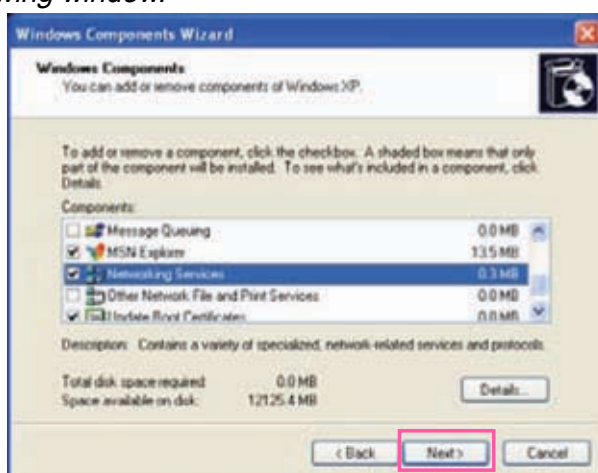 wing window
Windows Components Wizard
Windows Components
You can add or remove components of Windows XP.
To add or remove a component, click the checkbox. A shaded box means that only
part of the component will be installed. To see what's included in a component, click
Details.
Components:
Message Queuing 0.0 MB
MSN Explorer 13.5 MB
Networking Services 0.3 MB
Other Network File and Print Services 0.0 MB
Update Root Certificates 0.0 MB
Description: Contains a variety of specialized, network-related services and protocols.
Total disk space required: 0.0 MB
Space available on disk: 12125.4 MB
Details...
< Back Next > Cancel